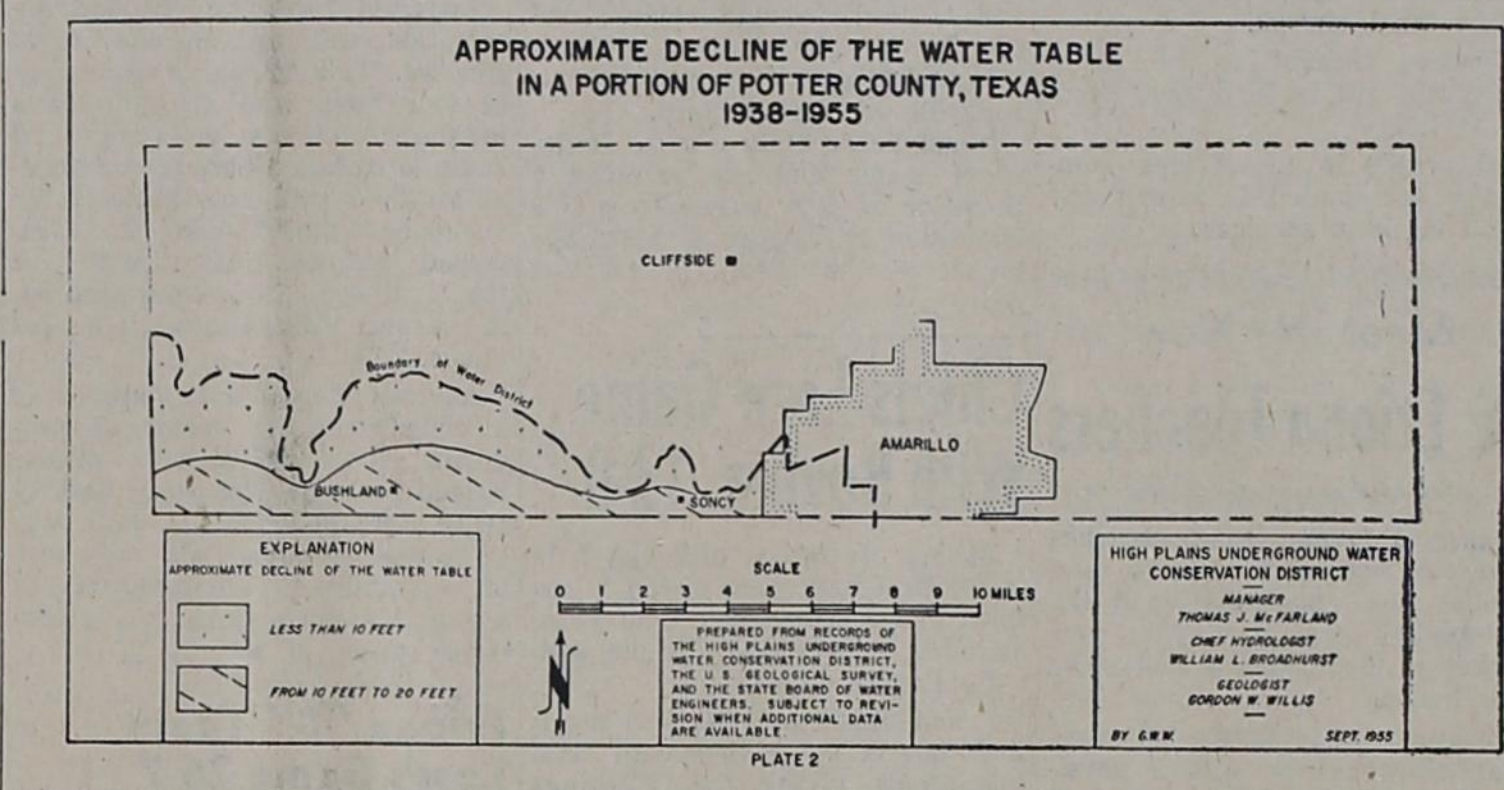 APPROXIMATE DECLINE OF THE WATER TABLE
IN A PORTION OF POTTER COUNTY, TEXAS
1938-1955
CLIFFSIDE
Boundary of Water District
AMARILLO
BUSHLAND
SONCY
EXPLANATION
APPROXIMATE DECLINE OF THE WATER TABLE
LESS THAN 10 FEET
FROM 10 FEET TO 20 FEET
SCALE
0 1 2 3 4 5 6 7 8 9 10 MILES
N
PREPARED FROM RECORDS OF
THE HIGH PLAINS UNDERGROUND
WATER CONSERVATION DISTRICT,
THE U.S. GEOLOGICAL SURVEY,
AND THE STATE BOARD OF WATER
ENGINEERS. SUBJECT TO REVI-
SION WHEN ADDITIONAL DATA
ARE AVAILABLE.
HIGH PLAINS UNDERGROUND WATER
CONSERVATION DISTRICT
MANAGER
THOMAS J. McFARLAND
CHIEF HYDROLOGIST
WILLIAM L. BROADHURST
GEOLOGIST
GORDON W. WILLIS
BY G.W.W. SEPT. 1955
PLATE 2